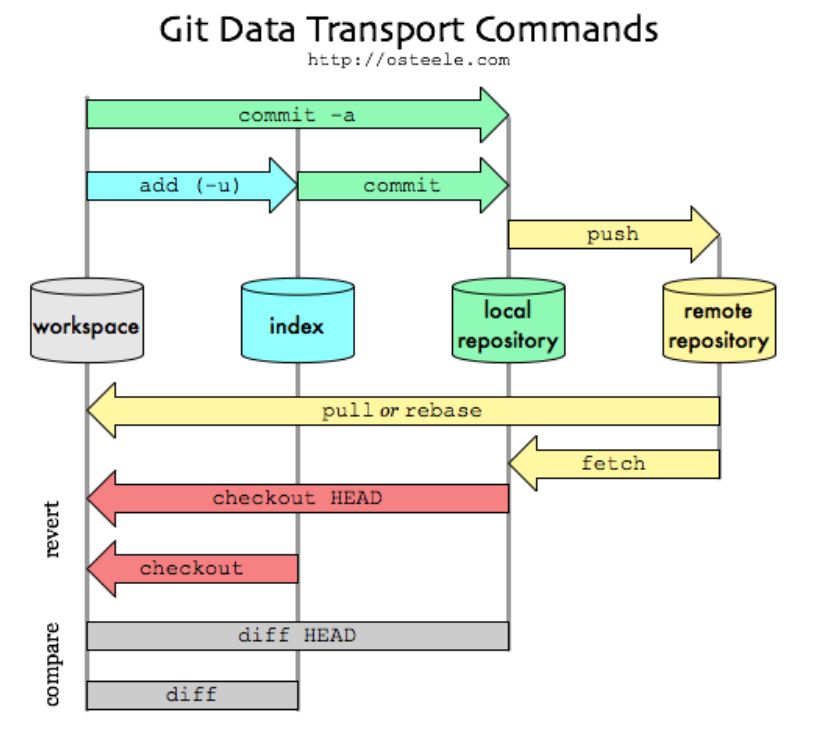 Git Data Transport Commands
http://osteele.com
commit -a
add (-u)
commit
push
workspace
index
local
repository
remote
repository
pull or rebase
fetch
revert
checkout HEAD
checkout
compare
diff HEAD
diff